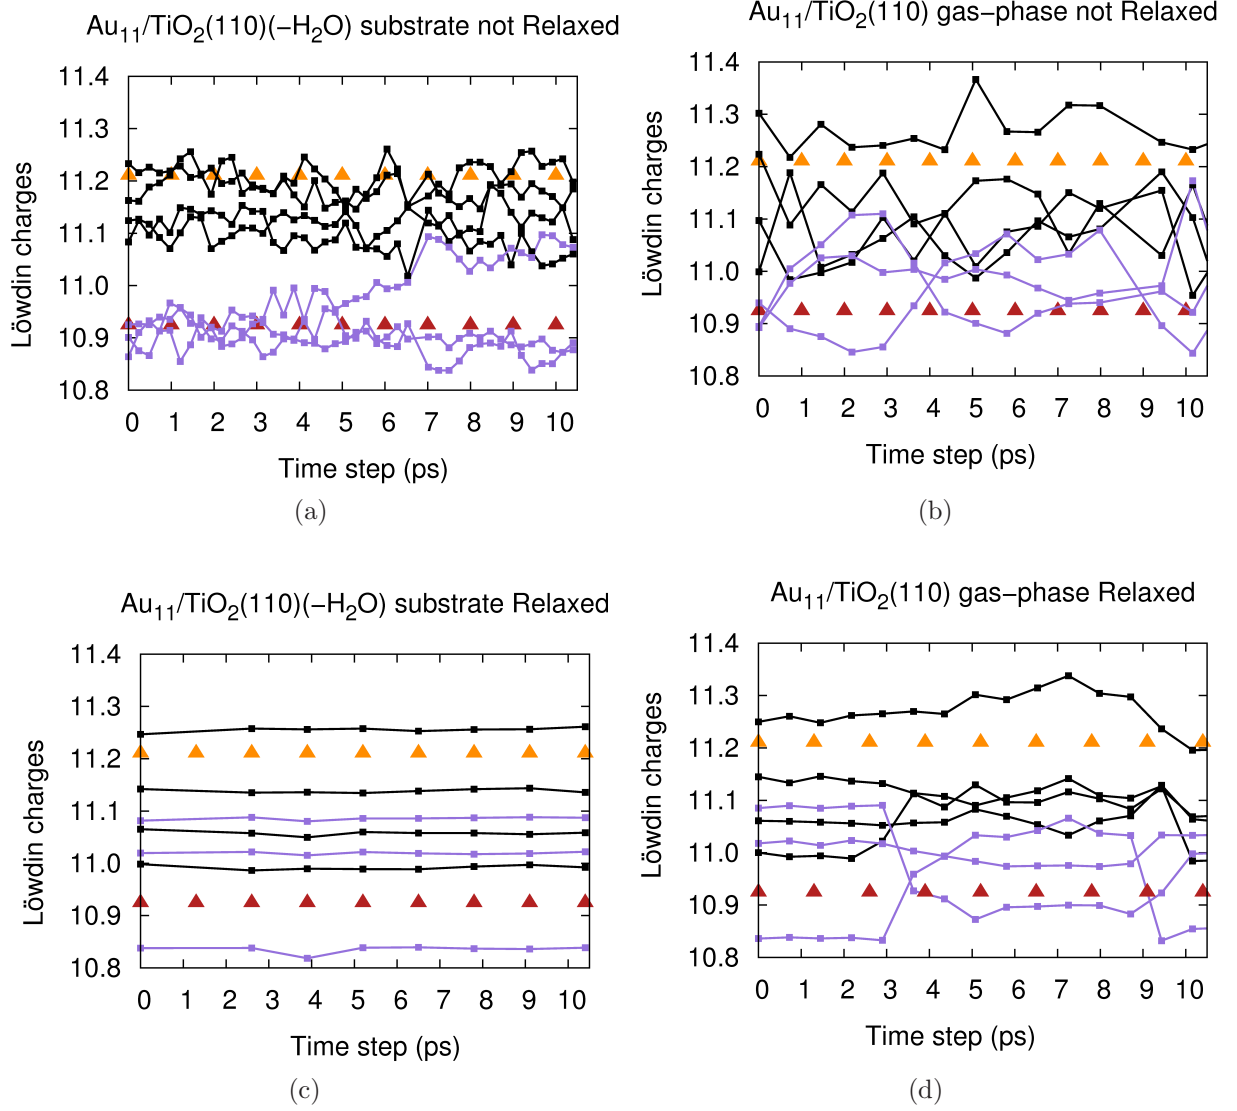 Au11/TiO2(110)(−H2O) substrate not Relaxed
Löwdin charges
11.4
11.3
11.2
11.1
11.0
10.9
10.8
0 1 2 3 4 5 6 7 8 9 10
Time step (ps)
(a)
Au11/TiO2(110) gas−phase not Relaxed
Löwdin charges
11.4
11.3
11.2
11.1
11.0
10.9
10.8
0 1 2 3 4 5 6 7 8 9 10
Time step (ps)
(b)
Au11/TiO2(110)(−H2O) substrate Relaxed
Löwdin charges
11.4
11.3
11.2
11.1
11.0
10.9
10.8
0 1 2 3 4 5 6 7 8 9 10
Time step (ps)
(c)
Au11/TiO2(110) gas−phase Relaxed
Löwdin charges
11.4
11.3
11.2
11.1
11.0
10.9
10.8
0 1 2 3 4 5 6 7 8 9 10
Time step (ps)
(d)